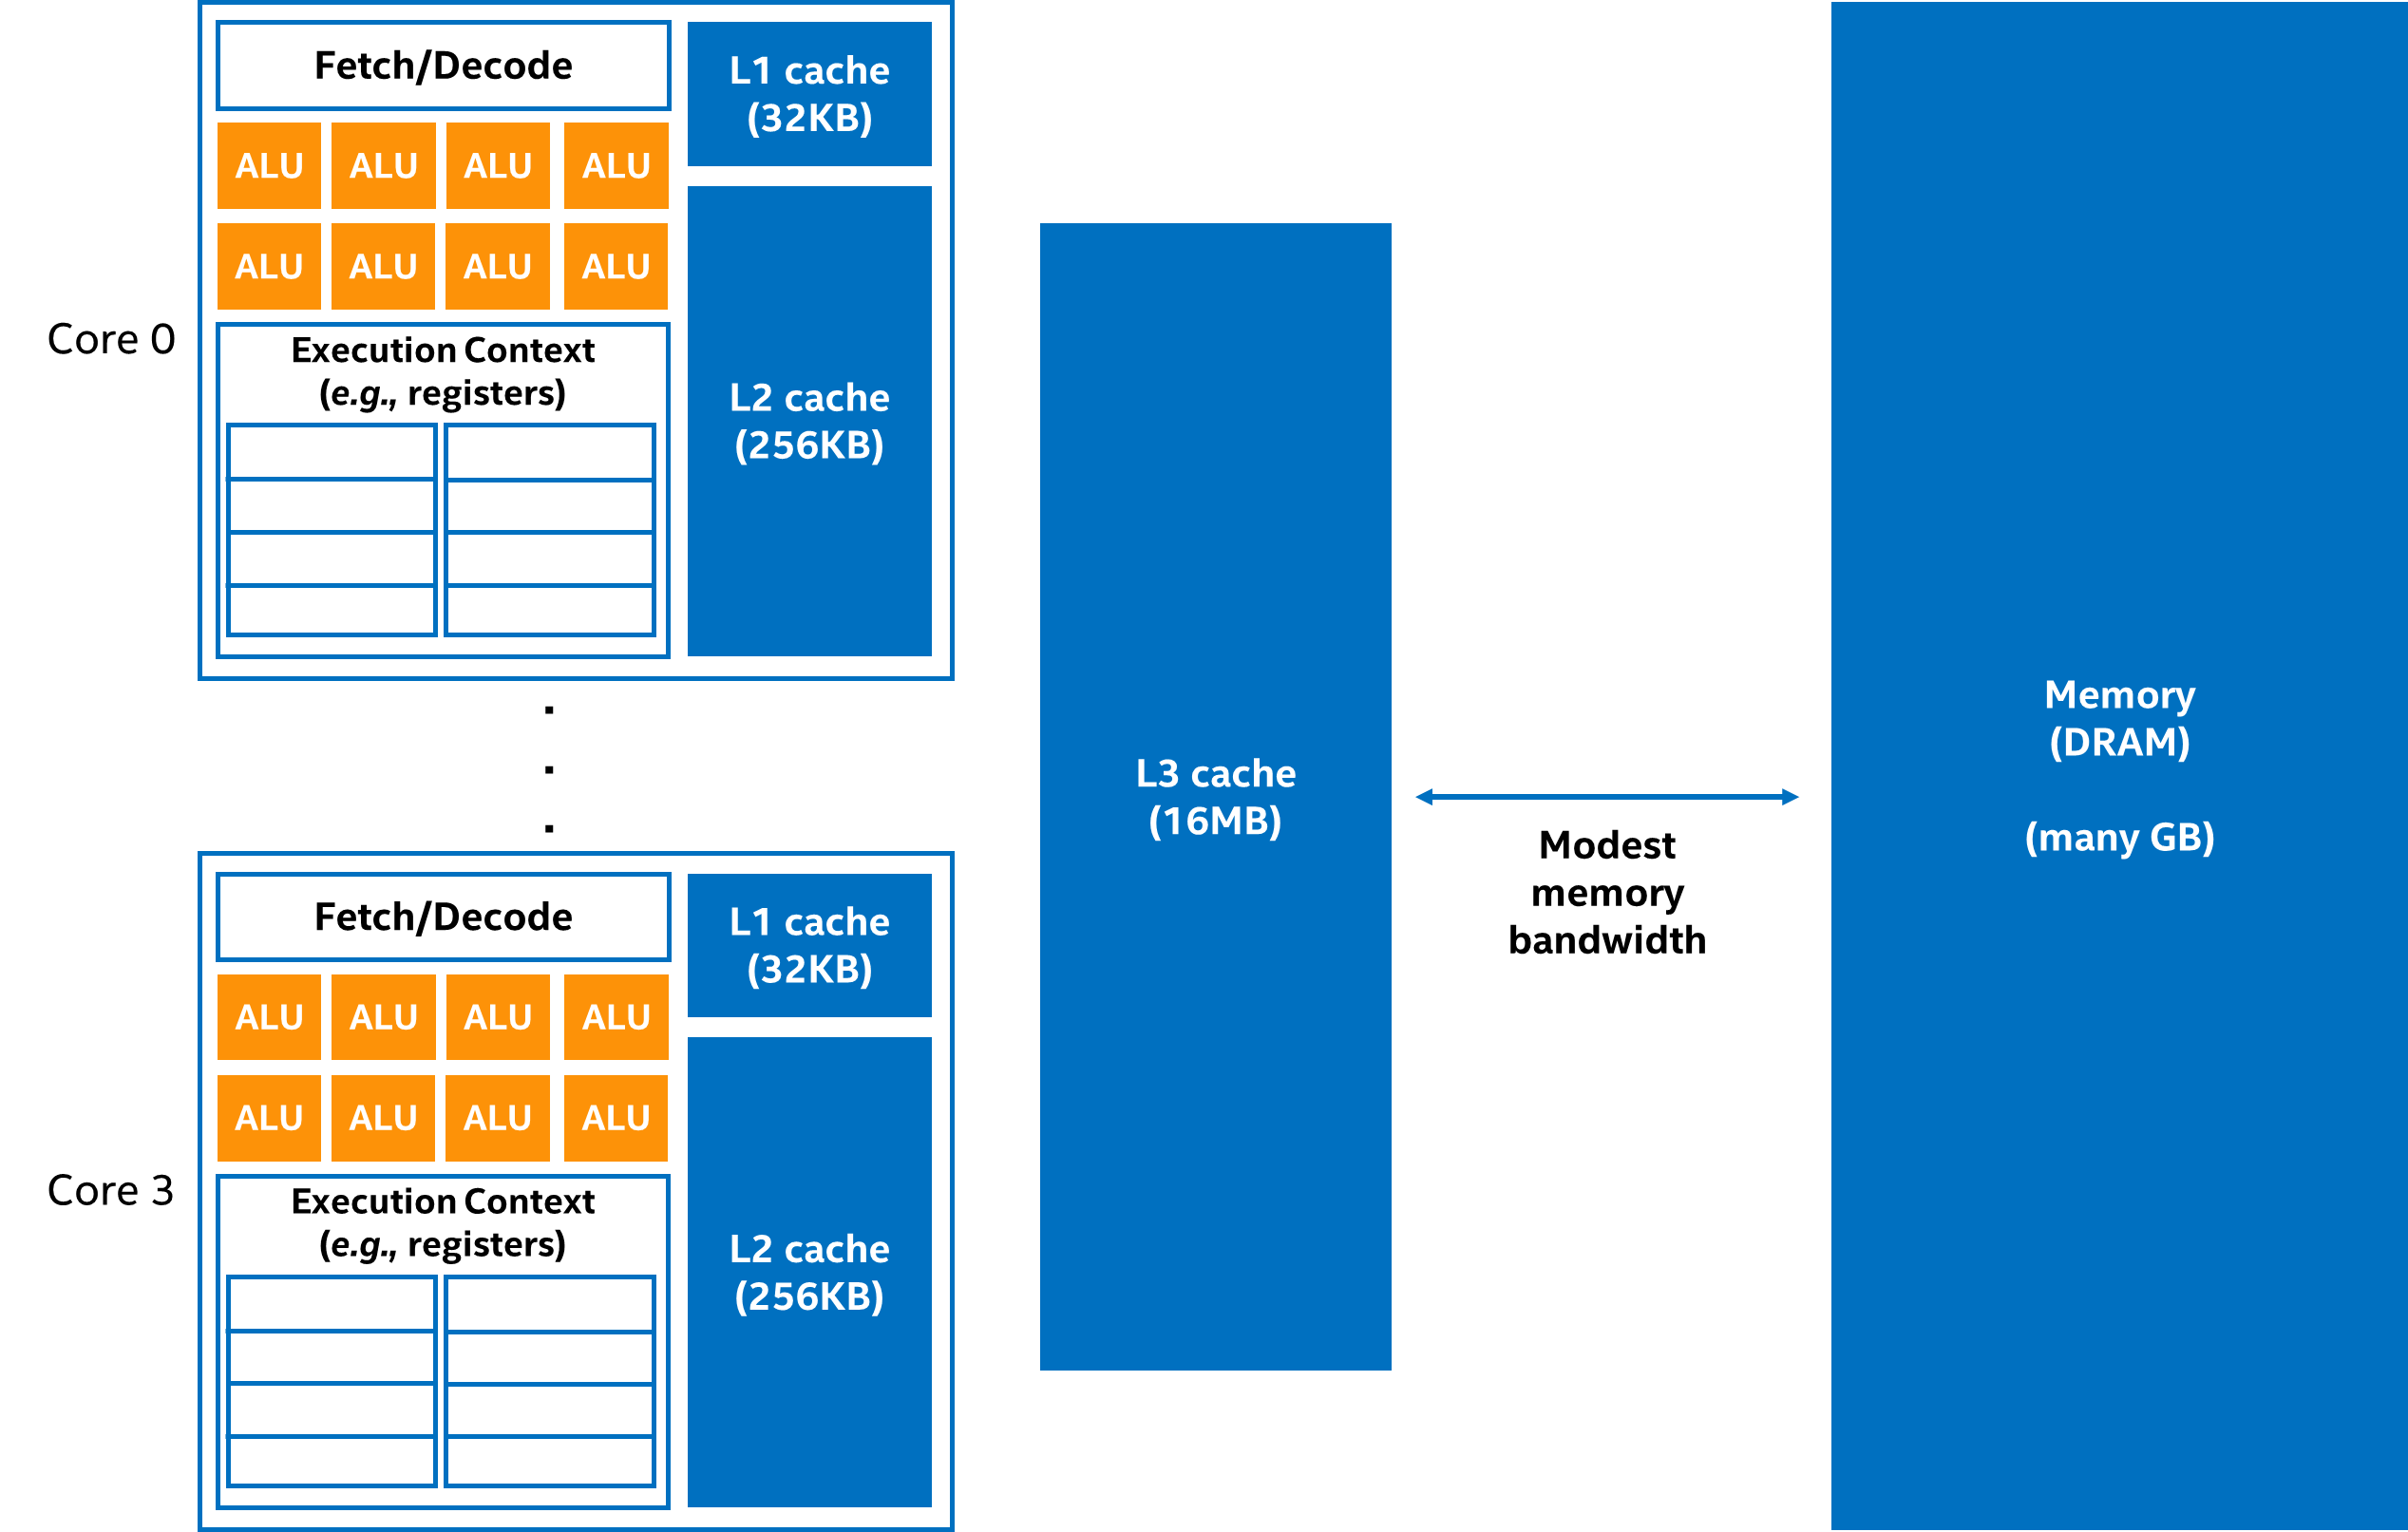 Core 0
Fetch/Decode
ALU ALU ALU ALU
ALU ALU ALU ALU
Execution Context
(e.g., registers)
L1 cache
(32KB)
L2 cache
(256KB)
.
.
.
Core 3
Fetch/Decode
ALU ALU ALU ALU
ALU ALU ALU ALU
Execution Context
(e.g., registers)
L1 cache
(32KB)
L2 cache
(256KB)
L3 cache
(16MB)
Modest
memory
bandwidth
Memory
(DRAM)
(many GB)